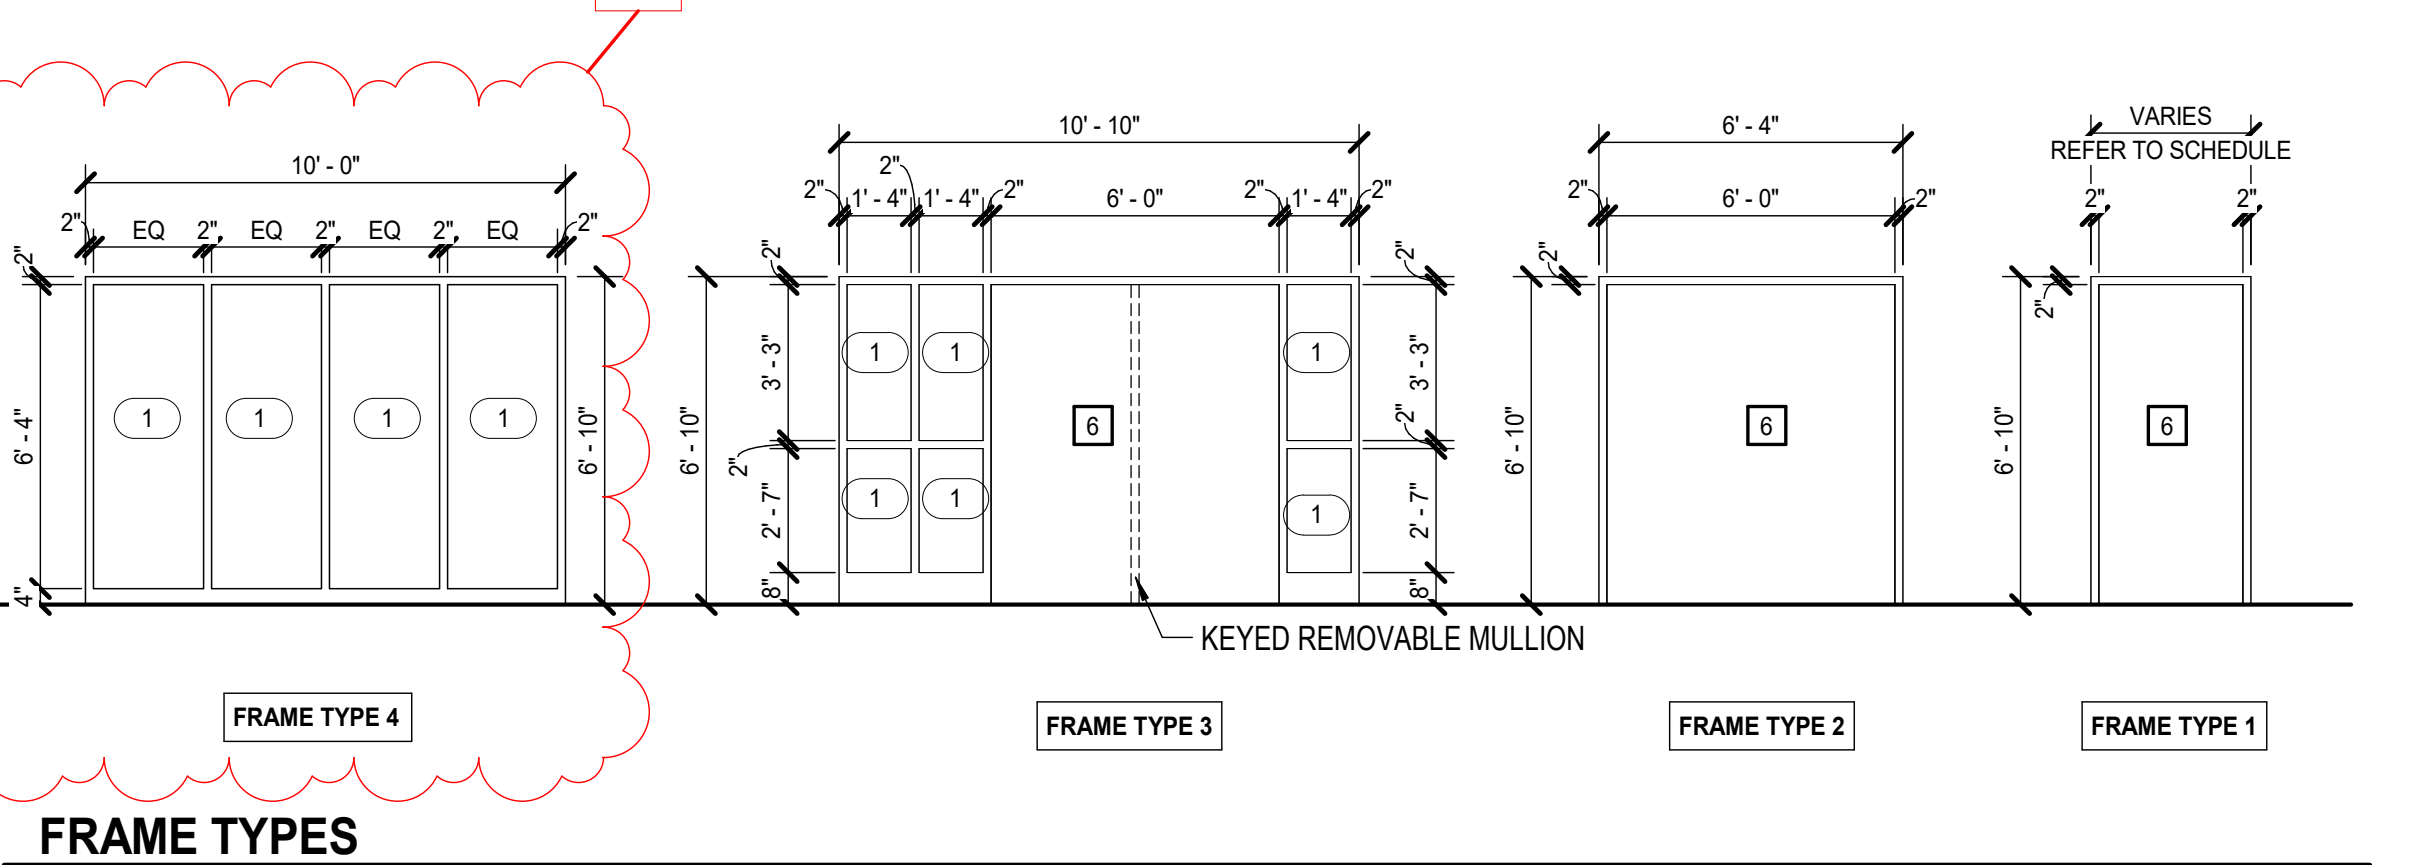 10' - 0"
2" EQ 2" EQ 2" EQ 2" EQ 2"
2"
6' - 4"
4"
6' - 10"
1 1 1 1
FRAME TYPE 4
10' - 10"
2" 1' - 4" 2" 1' - 4" 2" 6' - 0" 2" 1' - 4" 2"
6' - 10"
2"
3' - 3"
2"
2' - 7"
8"
1 1 1
6
1 1 1
2"
3' - 3"
2"
2' - 7"
8"
KEYED REMOVABLE MULLION
FRAME TYPE 3
6' - 4"
2" 6' - 0" 2"
2"
6' - 10"
6
FRAME TYPE 2
VARIES
REFER TO SCHEDULE
2" 2"
2"
6' - 10"
6
FRAME TYPE 1
FRAME TYPES